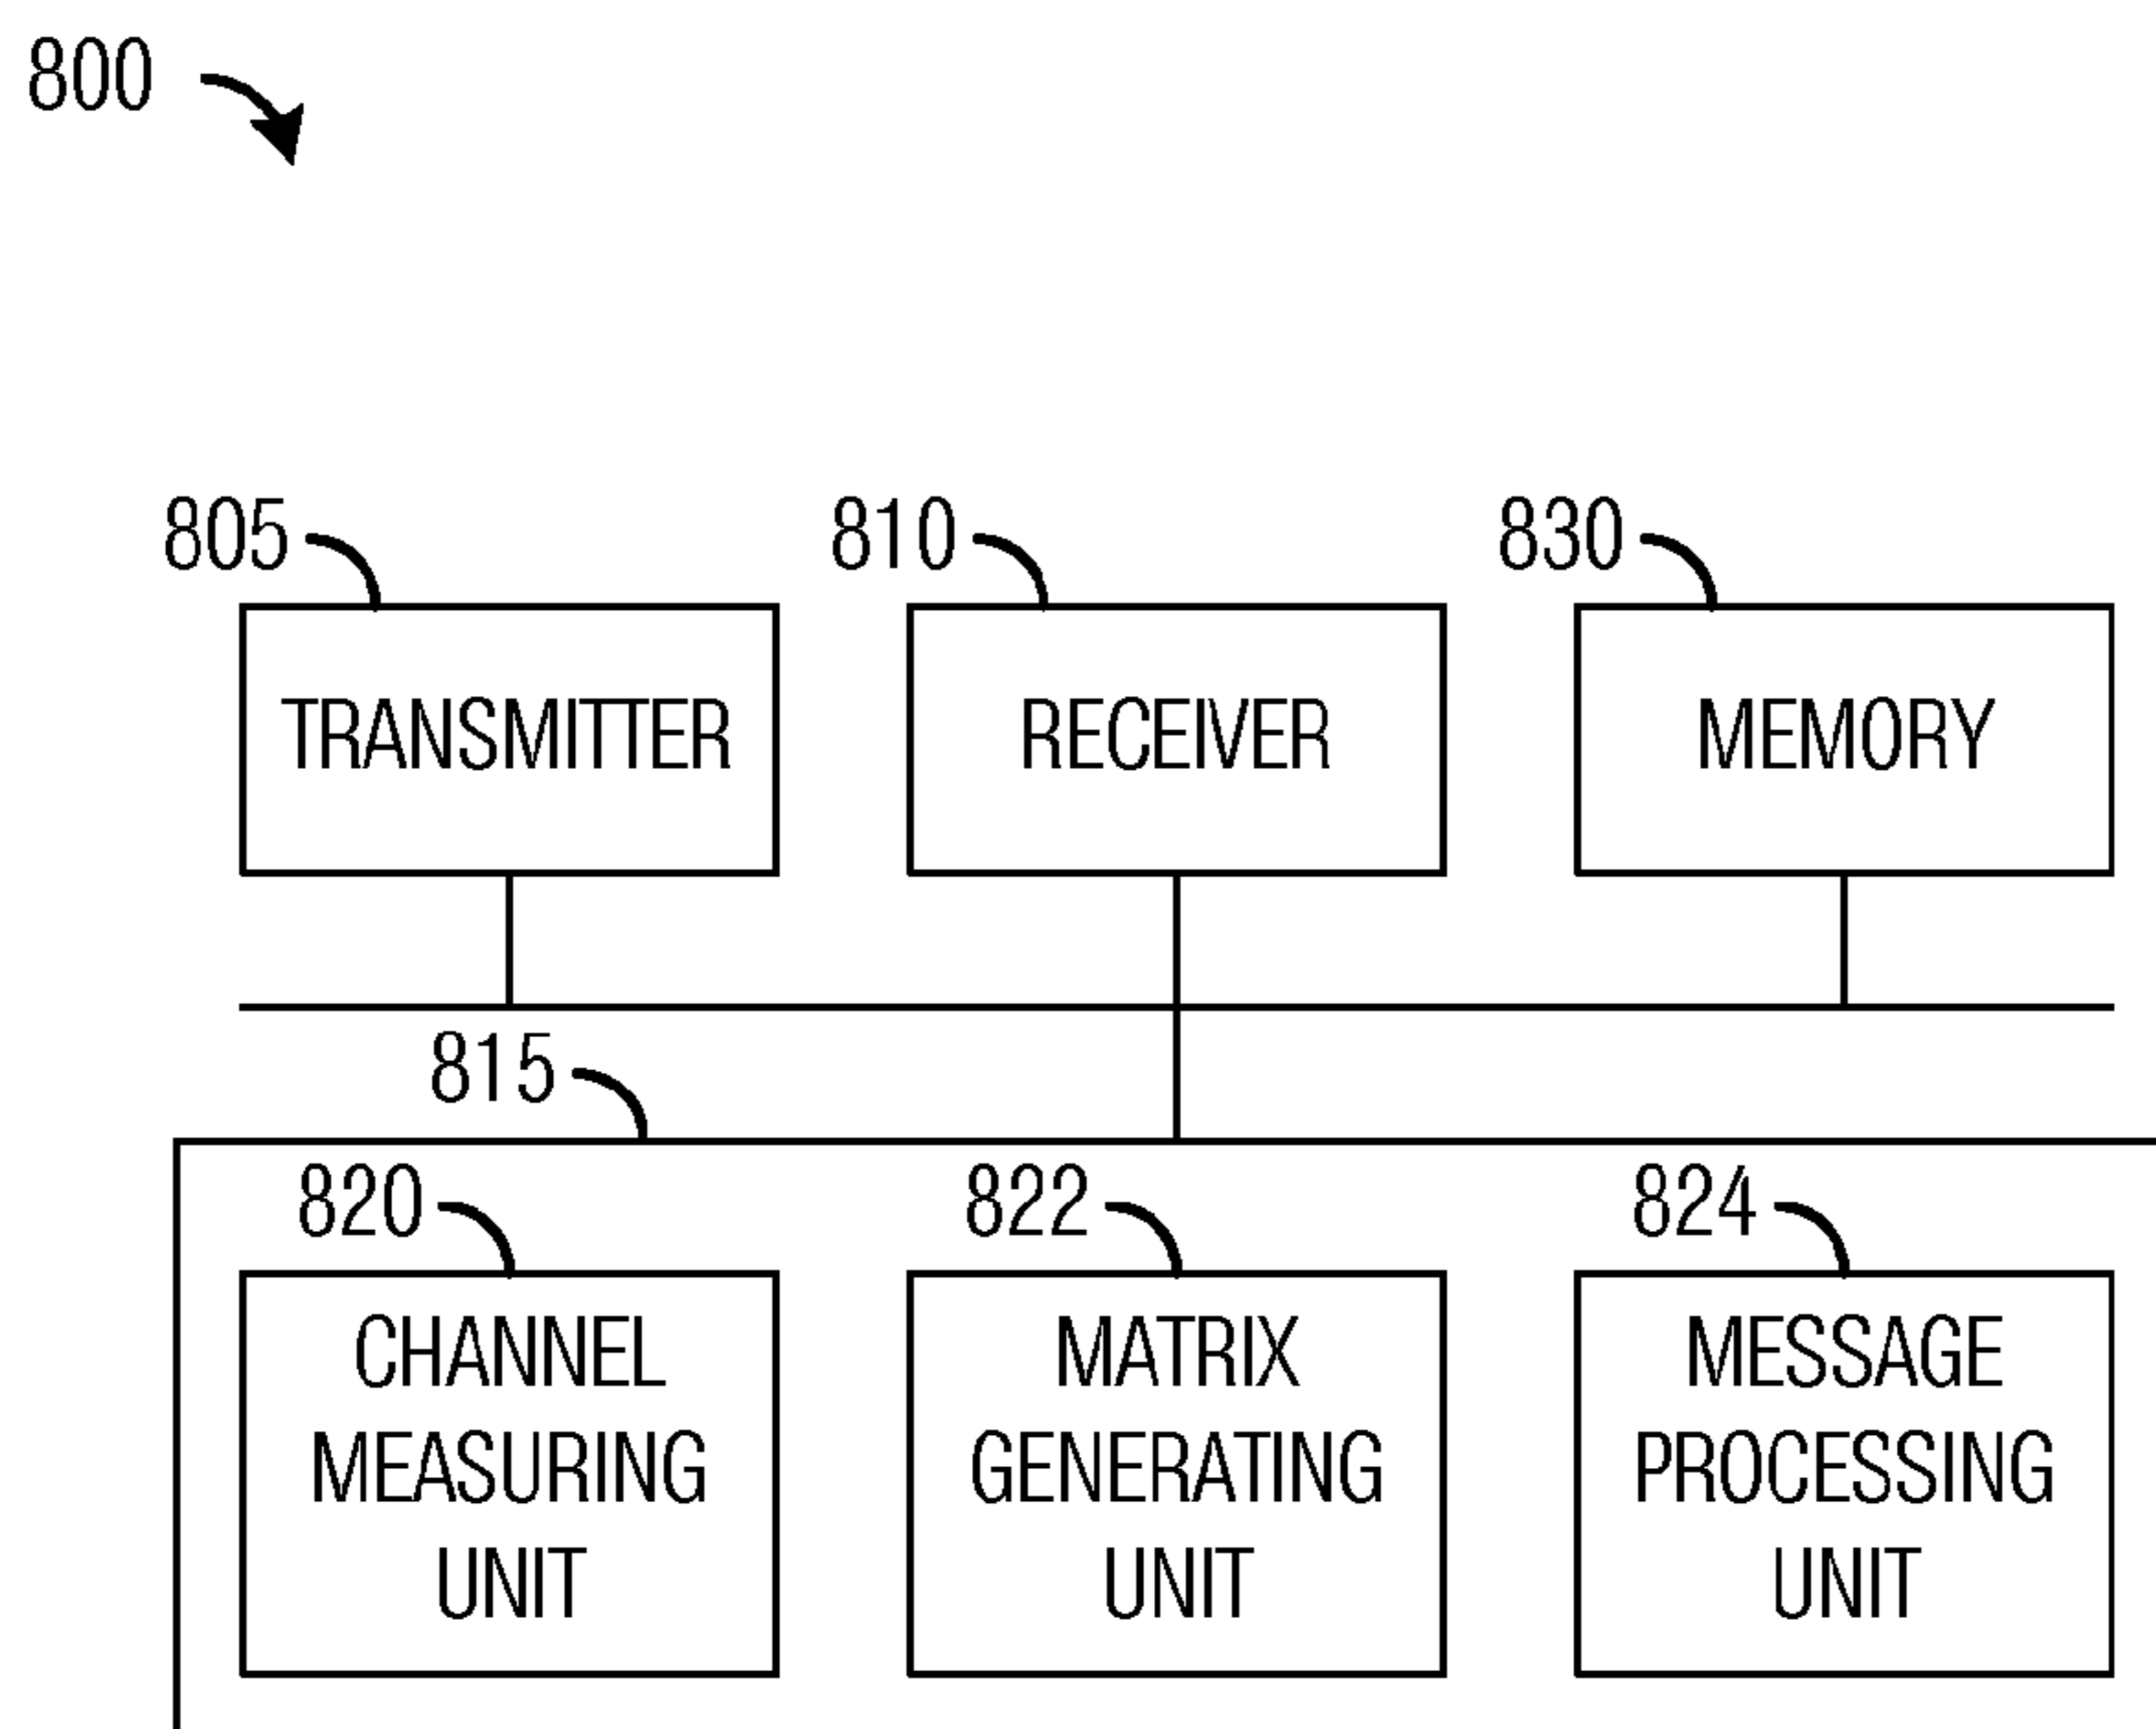 800
805
810
830
TRANSMITTER
RECEIVER
MEMORY
815
820
822
824
CHANNEL
MEASURING
UNIT
MATRIX
GENERATING
UNIT
MESSAGE
PROCESSING
UNIT